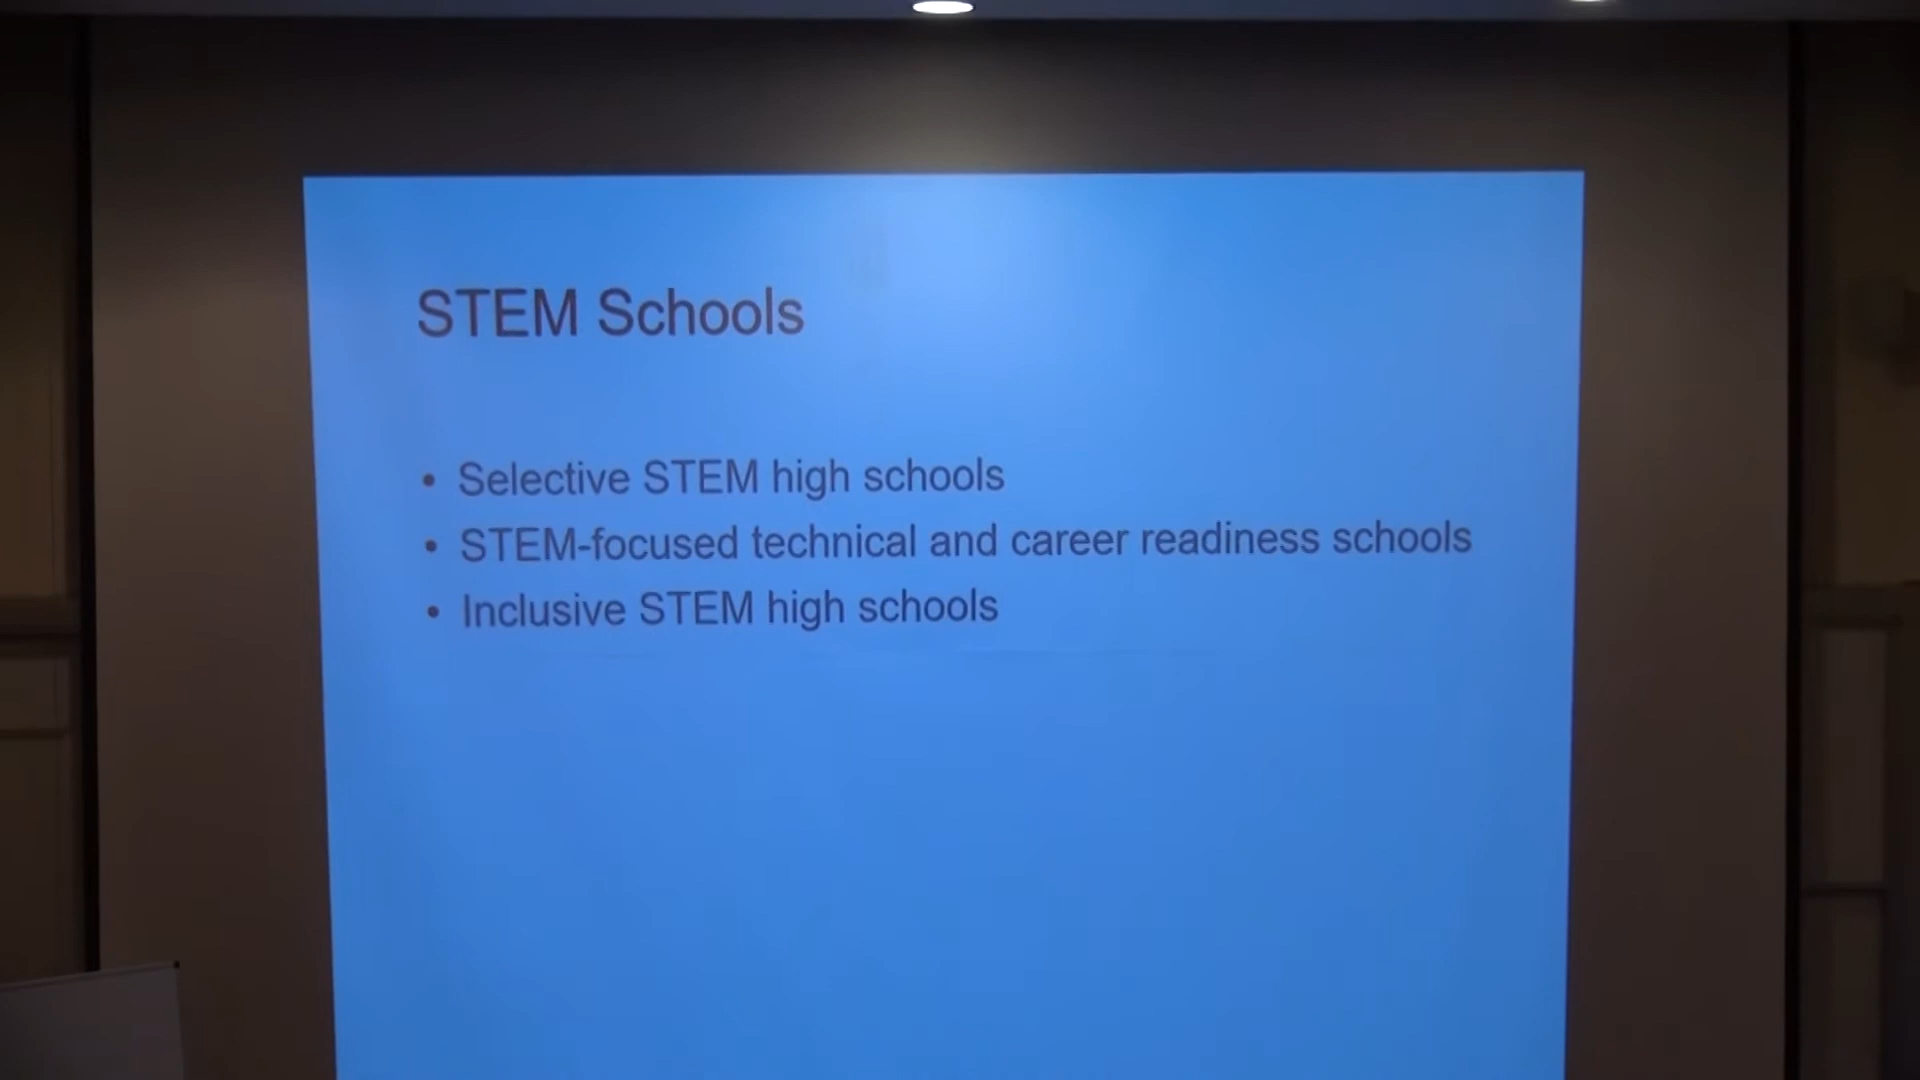 STEM Schools
• Selective STEM high schools
• STEM-focused technical and career readiness schools
• Inclusive STEM high schools